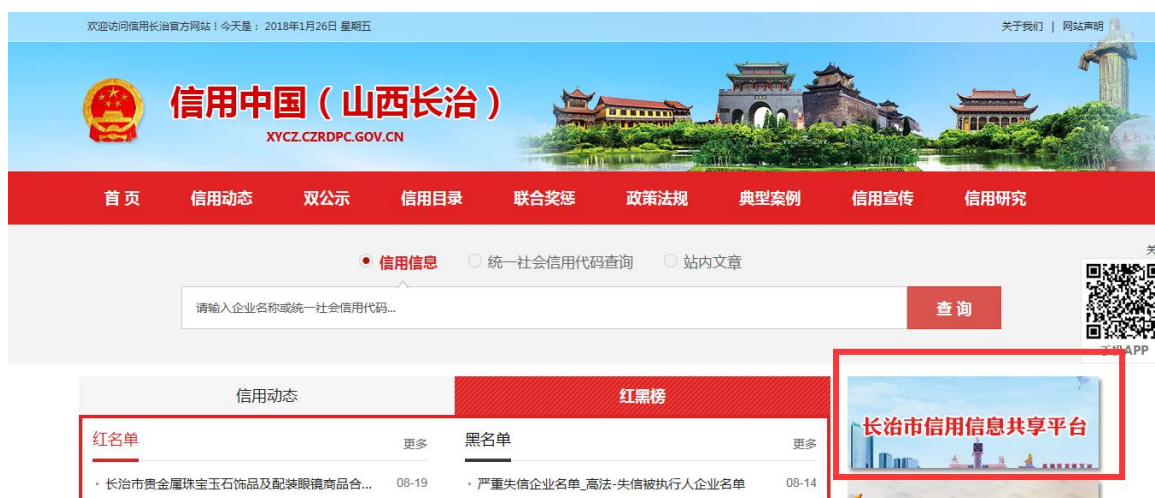 欢迎访问信用长治官方网站！今天是： 2018年1月26日 星期五
关于我们 | 网站声明
信用中国（山西长治）
XYCZ.CZRDPC.GOV.CN
首 页 信用动态 双公示 信用目录 联合奖惩 政策法规 典型案例 信用宣传 信用研究
信用信息 统一社会信用代码查询 站内文章
请输入企业名称或统一社会信用代码...
查 询
手机APP
信用动态 红黑榜
长治市信用信息共享平台
红名单 更多 黑名单 更多
· 长治市贵金属珠宝玉石饰品及配装眼镜商品合... 08-19
· 严重失信企业名单_高法-失信被执行人企业名单 08-14